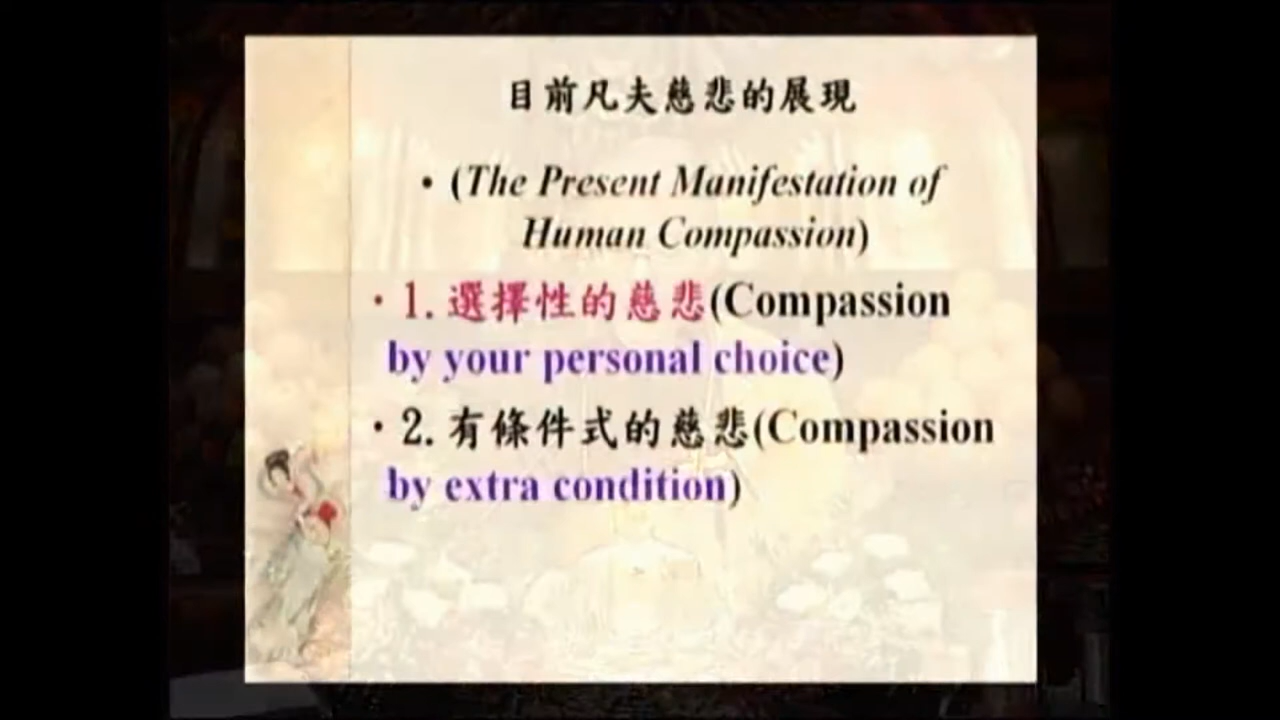 目前凡夫慈悲的展現
• (The Present Manifestation of
Human Compassion)
• 1.選擇性的慈悲(Compassion
by your personal choice)
• 2.有條件式的慈悲(Compassion
by extra condition)